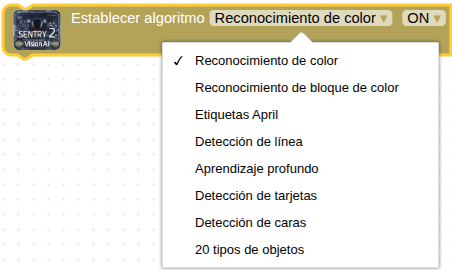 Establecer algoritmo Reconocimiento de color ▾ ON ▾
SENTRY 2
Vision AI
✓ Reconocimiento de color
Reconocimiento de bloque de color
Etiquetas April
Detección de línea
Aprendizaje profundo
Detección de tarjetas
Detección de caras
20 tipos de objetos